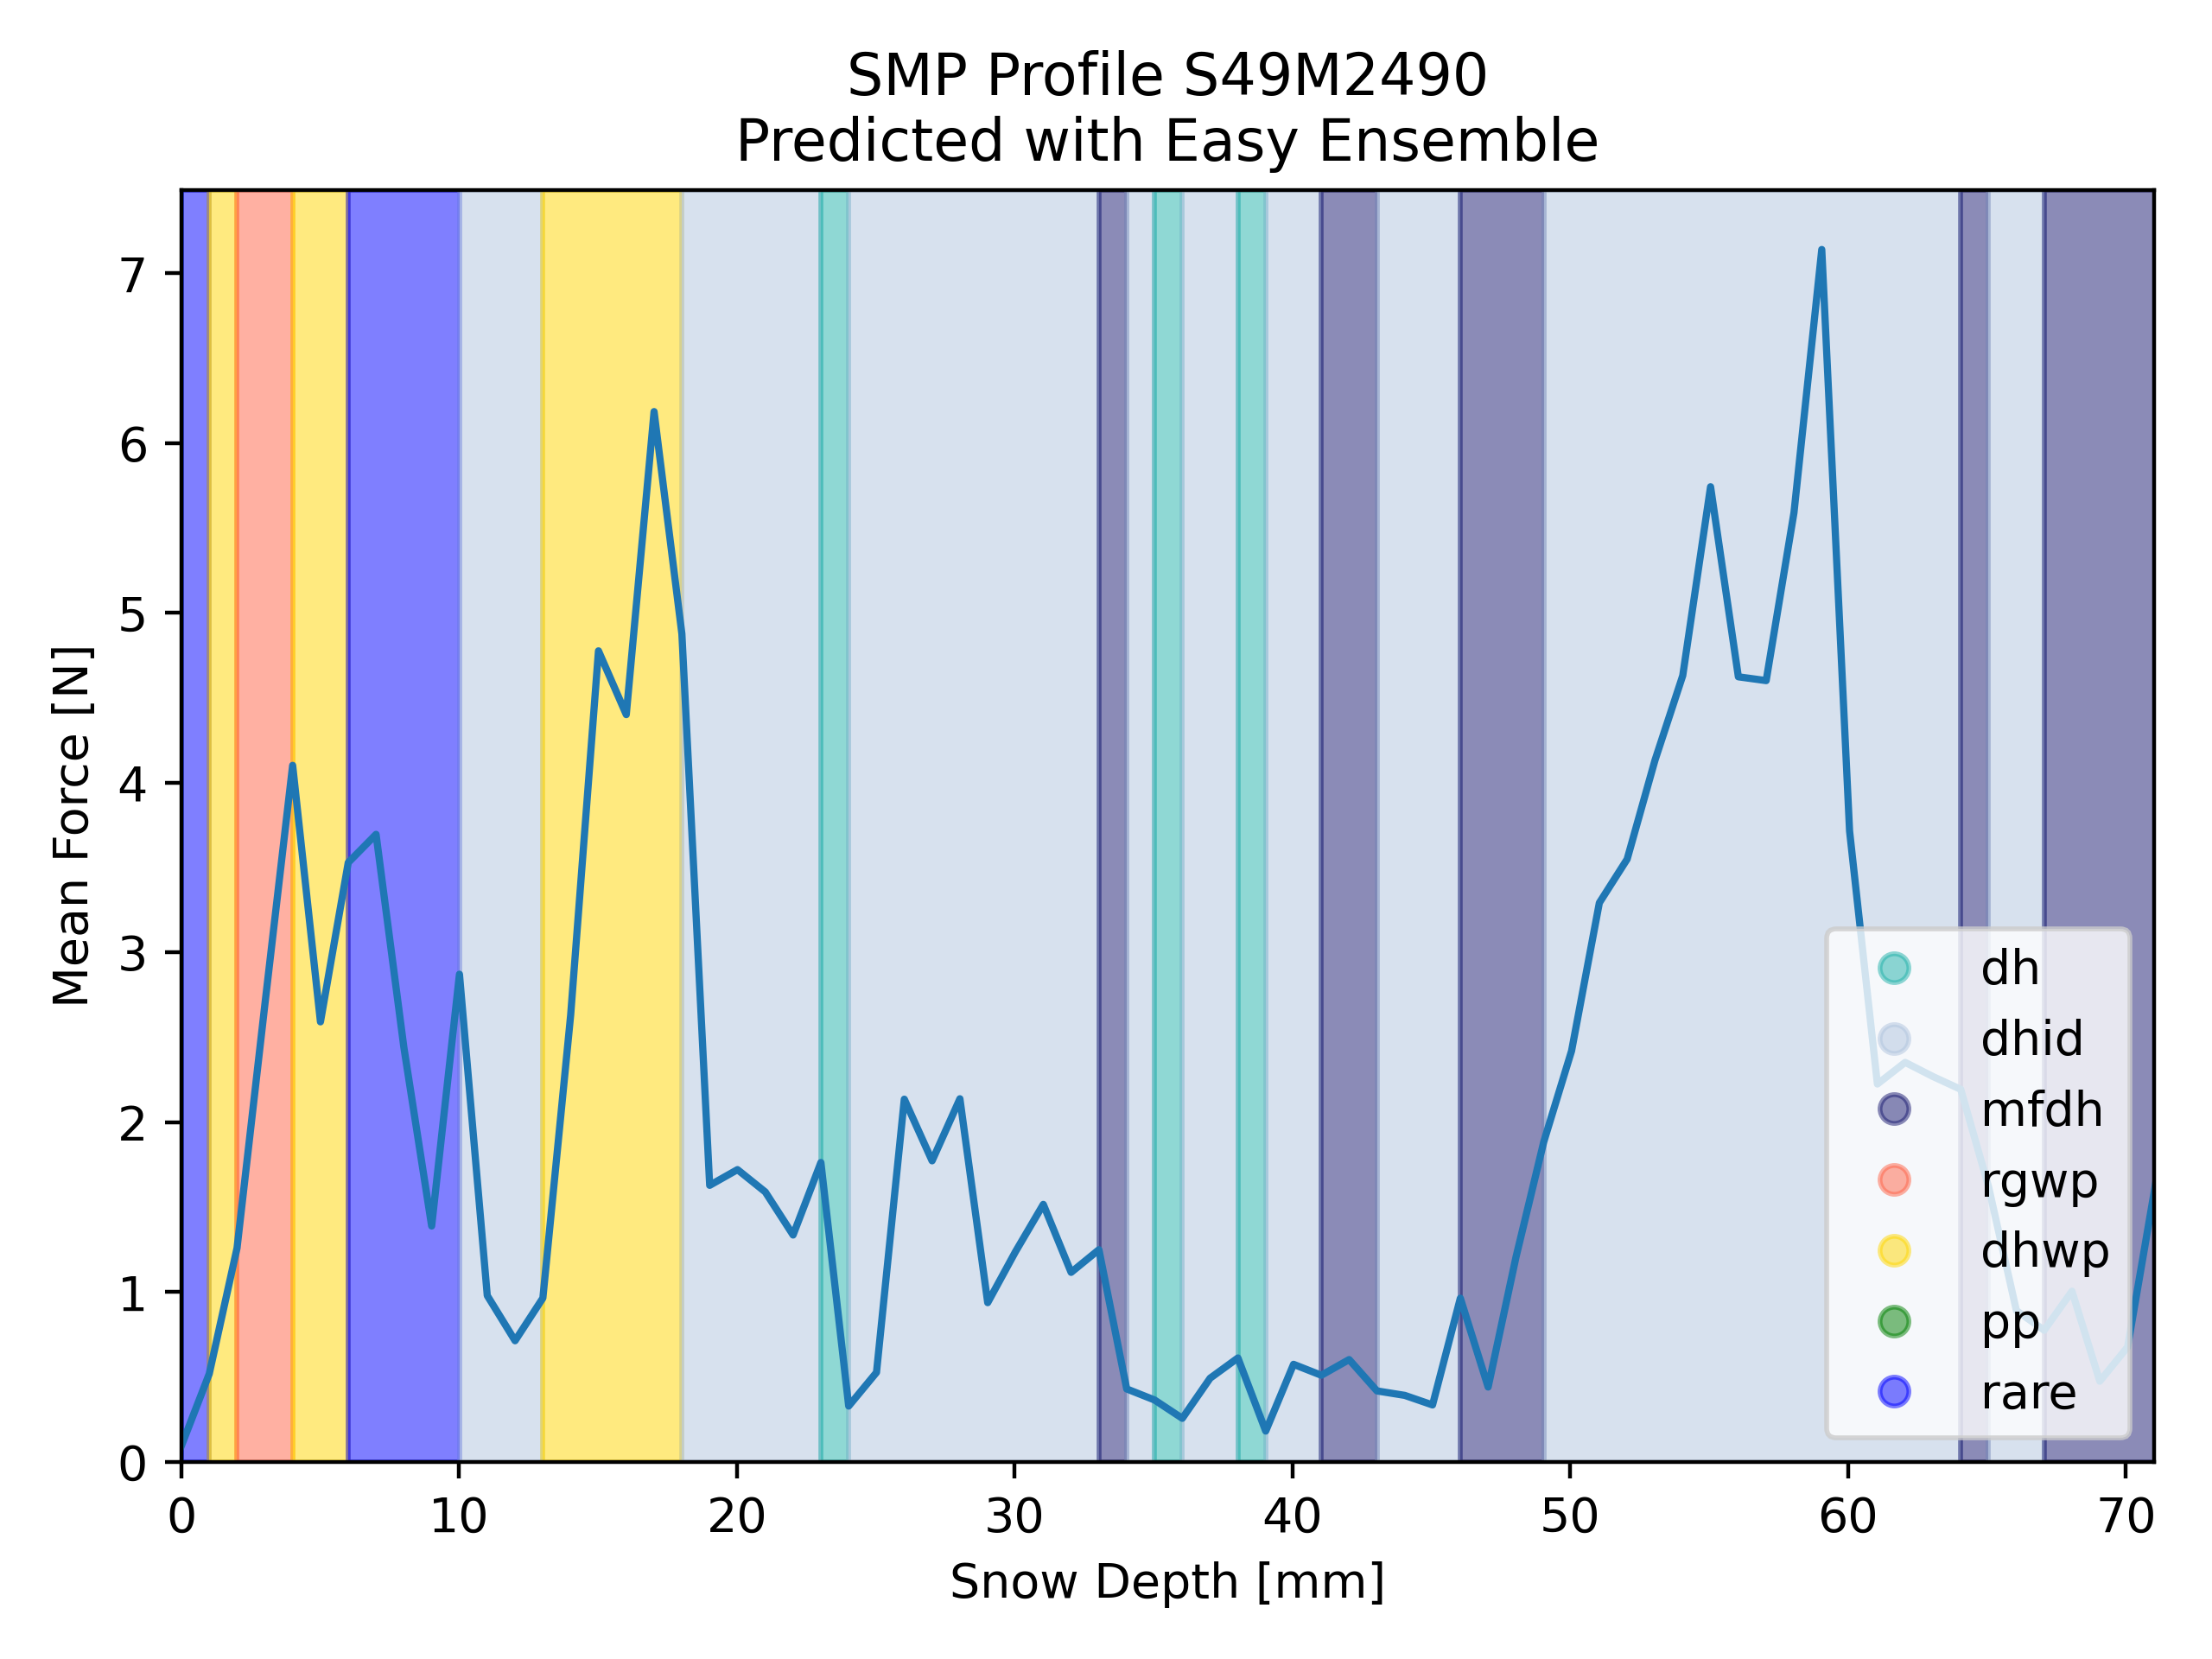 SMP Profile S49M2490
Predicted with Easy Ensemble
Mean Force [N]
7
6
5
4
3
2
1
0
dh
dhid
mfdh
rgwp
dhwp
pp
rare
0 10 20 30 40 50 60 70
Snow Depth [mm]